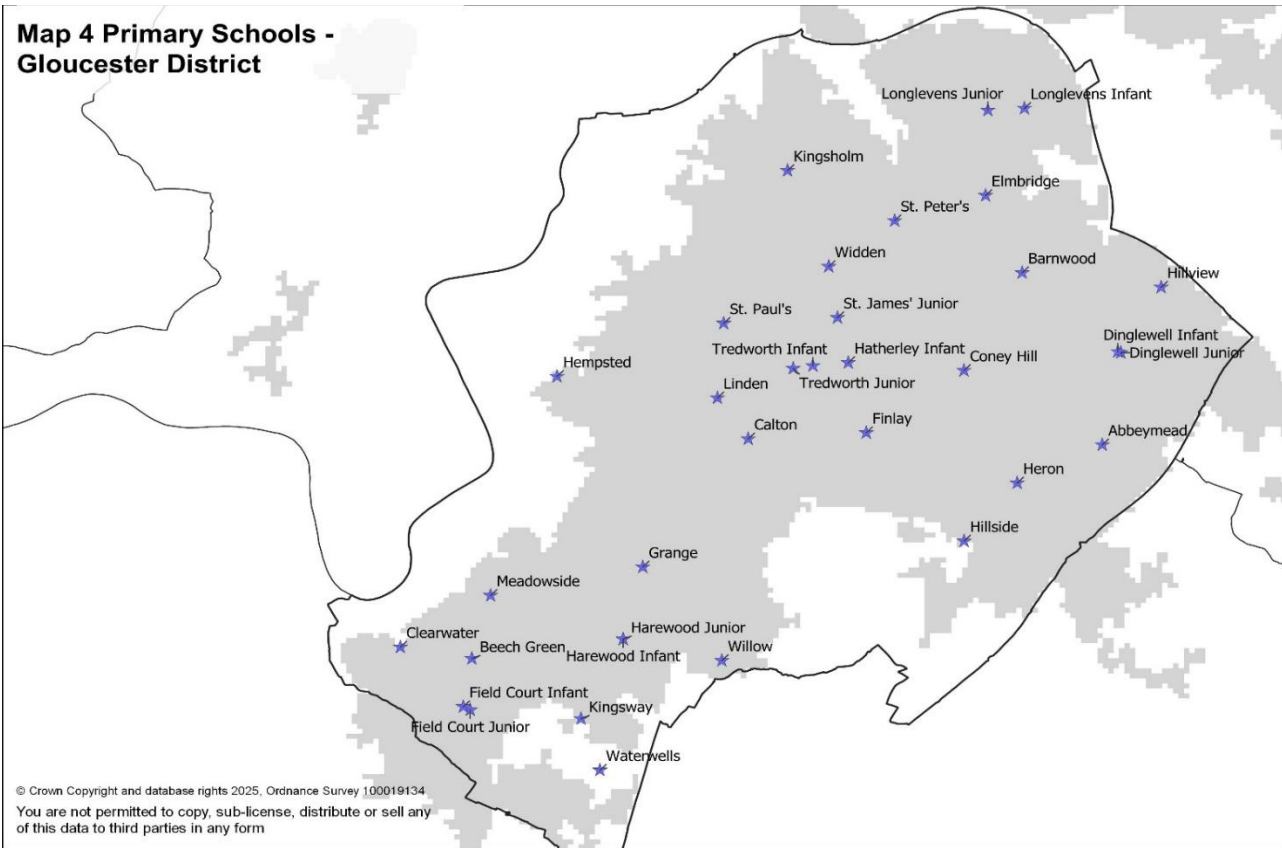 Map 4 Primary Schools -
Gloucester District
Longlevens Junior
Longlevens Infant
Kingsholm
Elmbridge
St. Peter's
Widden
Barnwood
Hillview
St. Paul's
St. James' Junior
Dinglewell Infant
Dinglewell Junior
Tredworth Infant
Hatherley Infant
Coney Hill
Hempsted
Tredworth Junior
Linden
Calton
Finlay
Abbeymead
Heron
Hillside
Grange
Meadowside
Clearwater
Harewood Junior
Beech Green
Harewood Infant
Willow
Field Court Infant
Kingsway
Field Court Junior
Waterwells
© Crown Copyright and database rights 2025, Ordnance Survey 100019134
You are not permitted to copy, sub-license, distribute or sell any
of this data to third parties in any form